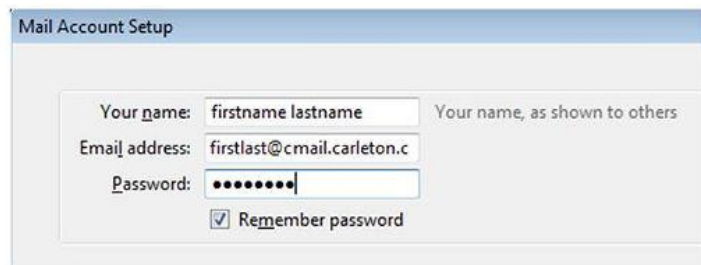 Mail Account Setup
Your name: firstname lastname Your name, as shown to others
Email address: firstlast@cmail.carleton.c
Password: ••••••••
Remember password